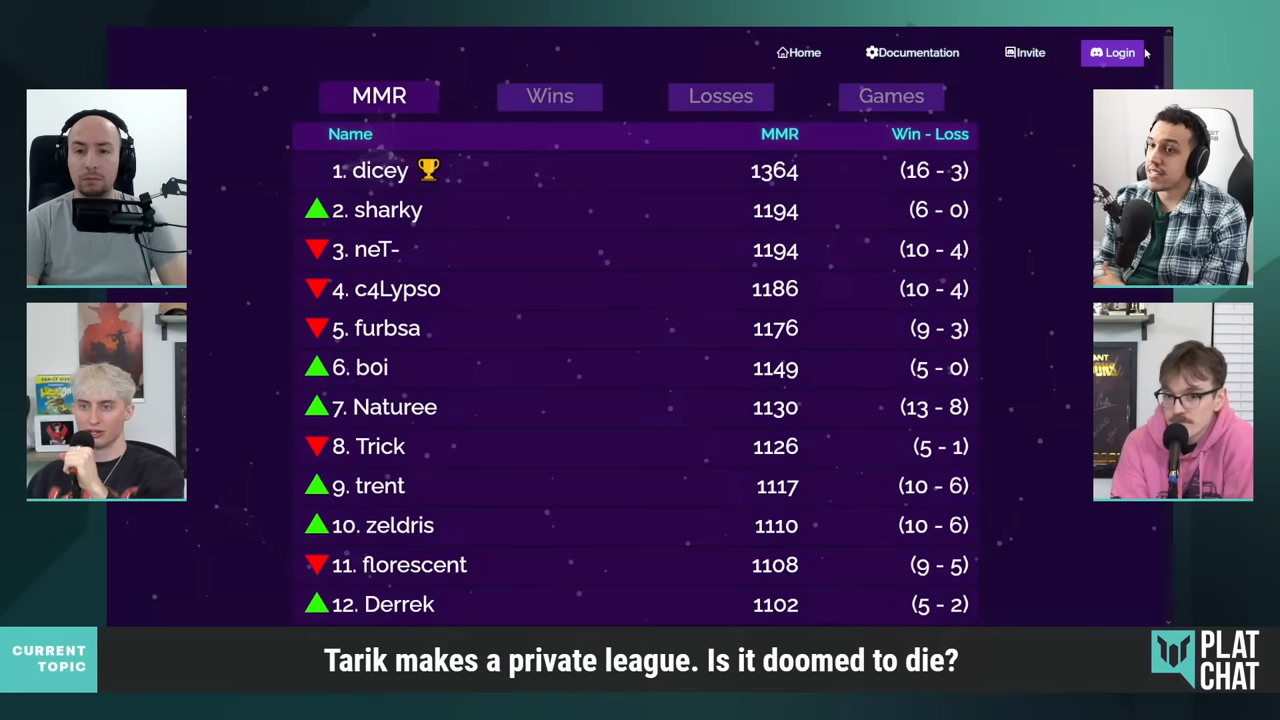 Home Documentation Invite Login
MMR Wins Losses Games
Name MMR Win - Loss
1. dicey 1364 (16 - 3)
2. sharky 1194 (6 - 0)
3. neT- 1194 (10 - 4)
4. c4Lypso 1186 (10 - 4)
5. furbsa 1176 (9 - 3)
6. boi 1149 (5 - 0)
7. Naturee 1130 (13 - 8)
8. Trick 1126 (5 - 1)
9. trent 1117 (10 - 6)
10. zeldris 1110 (10 - 6)
11. florescent 1108 (9 - 5)
12. Derrek 1102 (5 - 2)
CURRENT
TOPIC
Tarik makes a private league. Is it doomed to die?
PLAT
CHAT